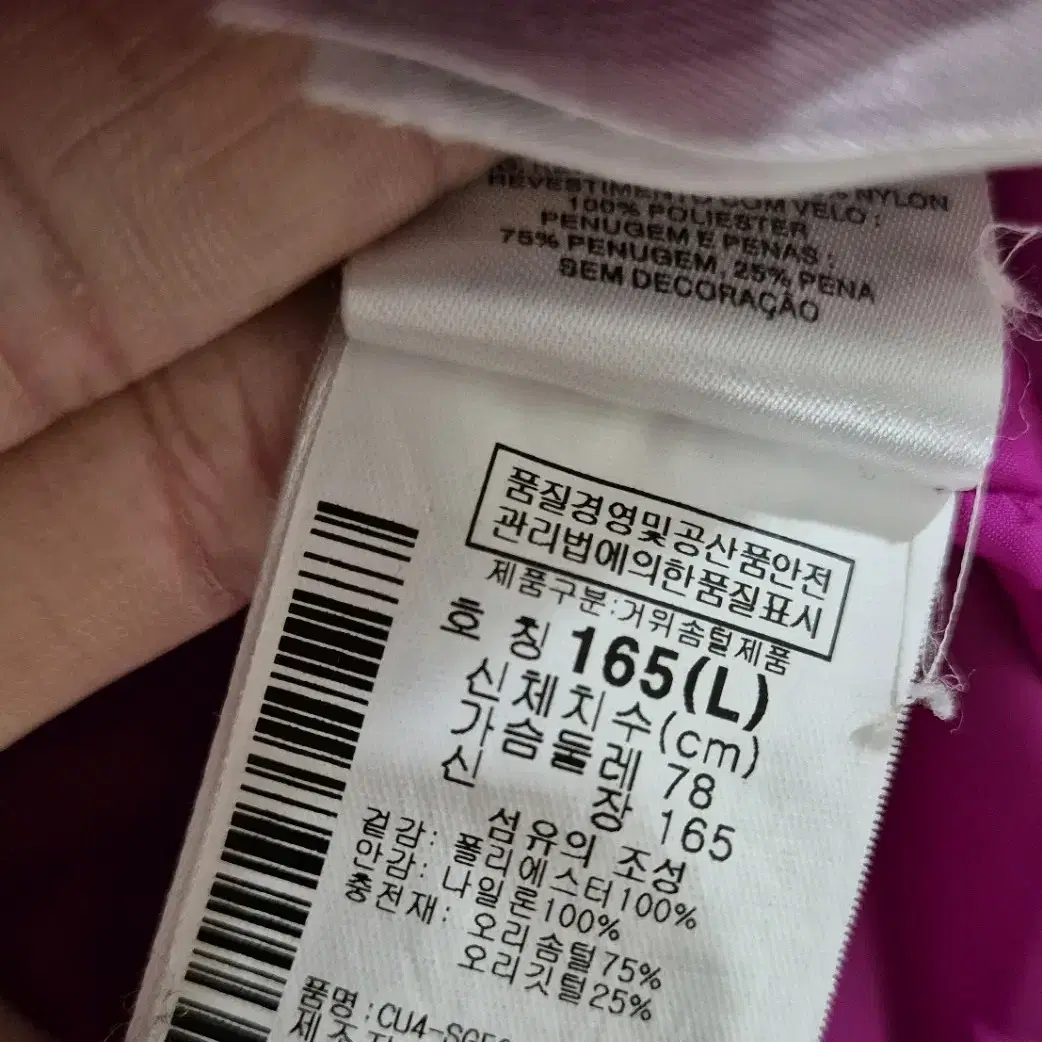 REVESTIMENTO COM VELO :
NYLON
100% POLIESTER
PENUGEM E PENAS :
75% PENUGEM, 25% PENA
SEM DECORAÇÃO
품질경영및공산품안전
관리법에의한품질표시
제품구분:거위솜털제품
호 칭 165(L)
신체치수(cm)
가슴둘레 78
신 장 165
섬유의 조성
겉감: 폴리에스터100%
안감: 나일론100%
충전재: 오리솜털75%
오리깃털25%
품명: